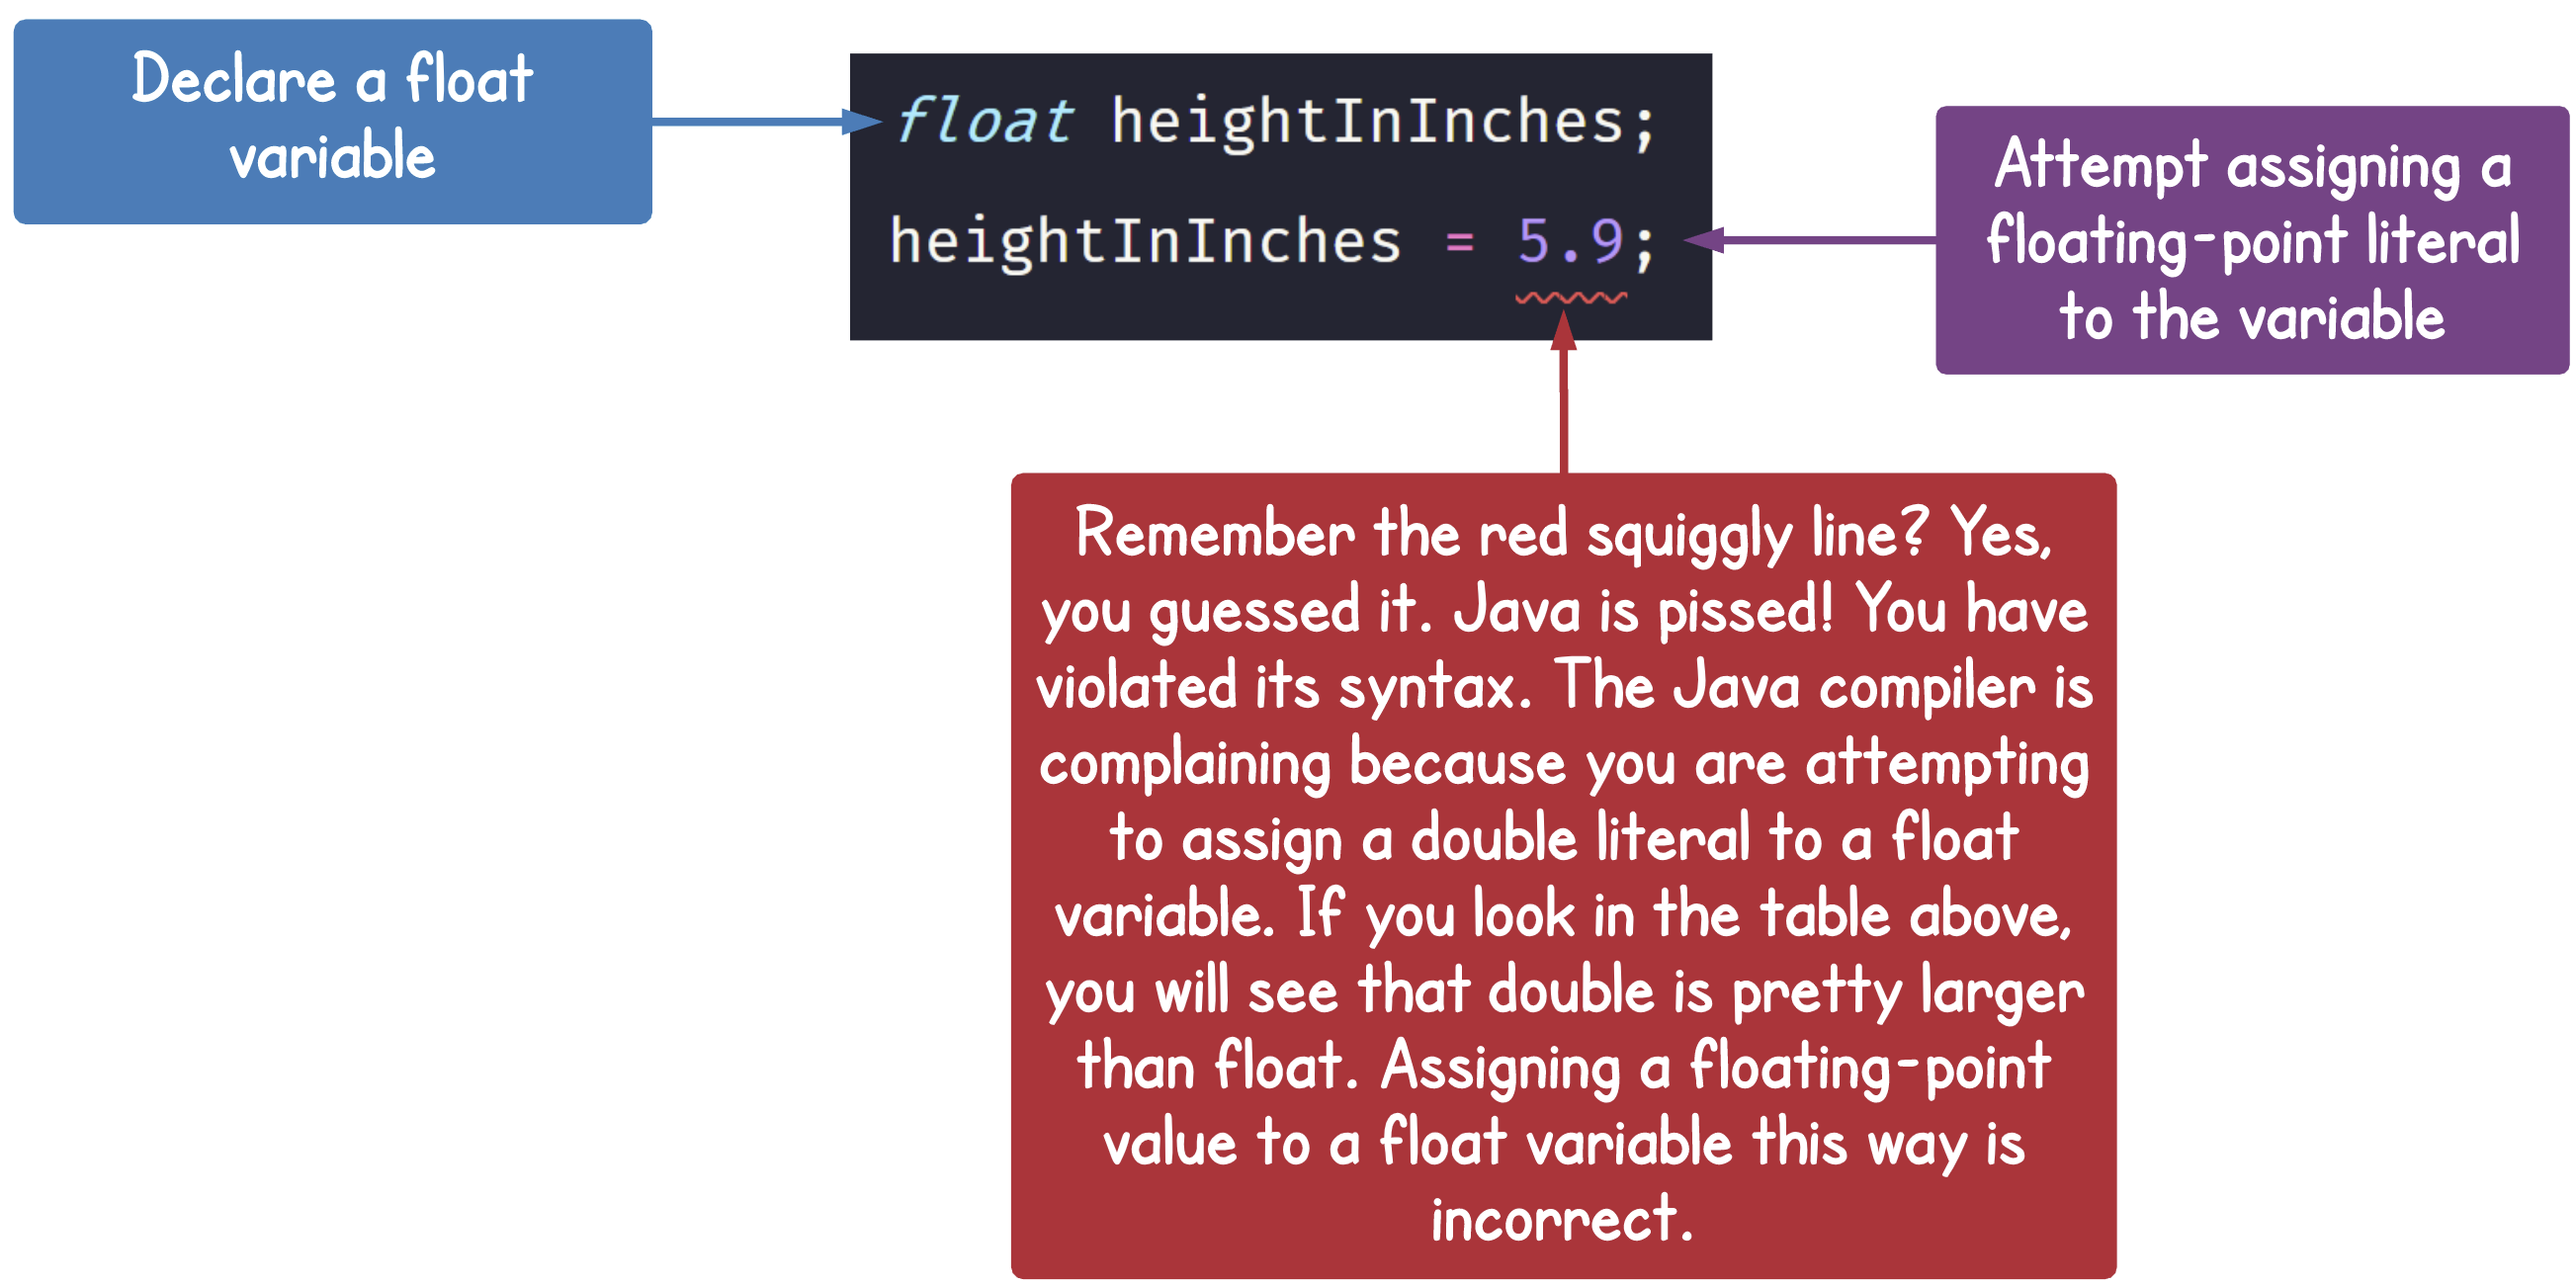 Declare a float
variable
float heightInInches;
heightInInches = 5.9;
Attempt assigning a
floating-point literal
to the variable
Remember the red squiggly line? Yes,
you guessed it. Java is pissed! You have
violated its syntax. The Java compiler is
complaining because you are attempting
to assign a double literal to a float
variable. If you look in the table above,
you will see that double is pretty larger
than float. Assigning a floating-point
value to a float variable this way is
incorrect.